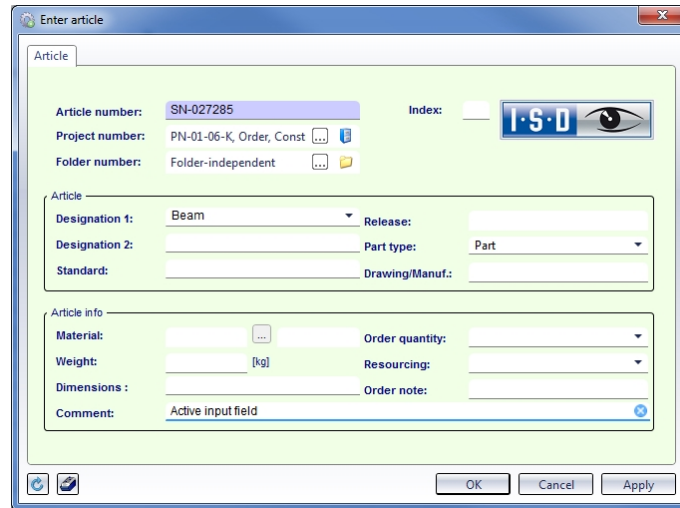 Enter article
Article
Article number: SN-027285 Index:
I·S·D
Project number: PN-01-06-K, Order, Const ...
Folder number: Folder-independent ...
Article
Designation 1: Beam Release:
Designation 2: Part type: Part
Standard: Drawing/Manuf.:
Article info
Material: ... Order quantity:
Weight: [kg] Resourcing:
Dimensions : Order note:
Comment: Active input field
OK Cancel Apply